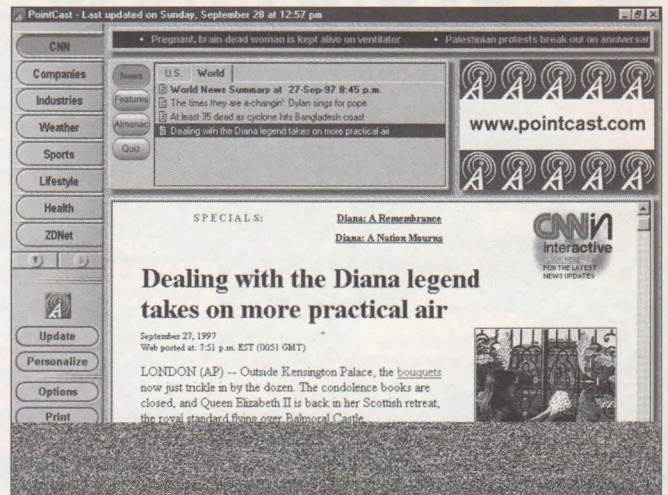 PointCast - Last updated on Sunday, September 28 at 12:57 pm
• Pregnant, brain-dead woman is kept alive on ventilator • Palestinian protests break out on anniversar
CNN
Companies
Industries
Weather
Sports
Lifestyle
Health
ZDNet
Update
Personalize
Options
Print
News
Features
Almanac
Quiz
U.S. World
World News Summary at 27-Sep-97 8:45 p.m.
The times they are a-changin': Dylan sings for pope
At least 35 dead as cyclone hits Bangladesh coast
Dealing with the Diana legend takes on more practical air
www.pointcast.com
SPECIALS: Diana: A Remembrance
Diana: A Nation Mourns
CNN
interactive
FOR THE LATEST
NEWS UPDATES
Dealing with the Diana legend
takes on more practical air
September 27, 1997
Web posted at: 7:51 p.m. EST (0051 GMT)
LONDON (AP) -- Outside Kensington Palace, the bouquets
now just trickle in by the dozen. The condolence books are
closed, and Queen Elizabeth II is back in her Scottish retreat,
the royal standard flying over Balmoral Castle.